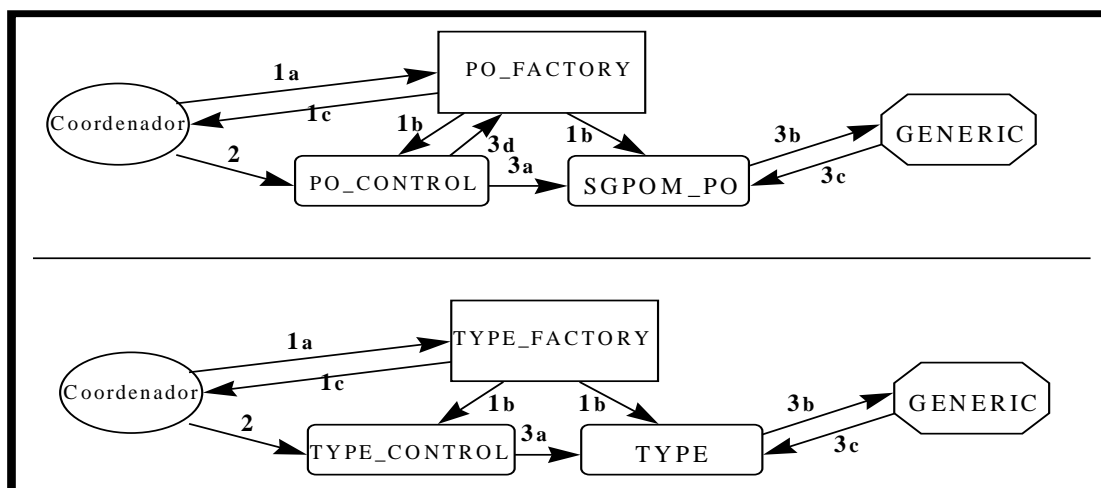 PO_FACTORY
1a
Coordenador
1c
1b
3d
1b
3b
GENERIC
2
3a
3c
PO_CONTROL
SGPOM_PO
TYPE_FACTORY
1a
Coordenador
1c
1b
1b
3b
GENERIC
2
3a
3c
TYPE_CONTROL
TYPE